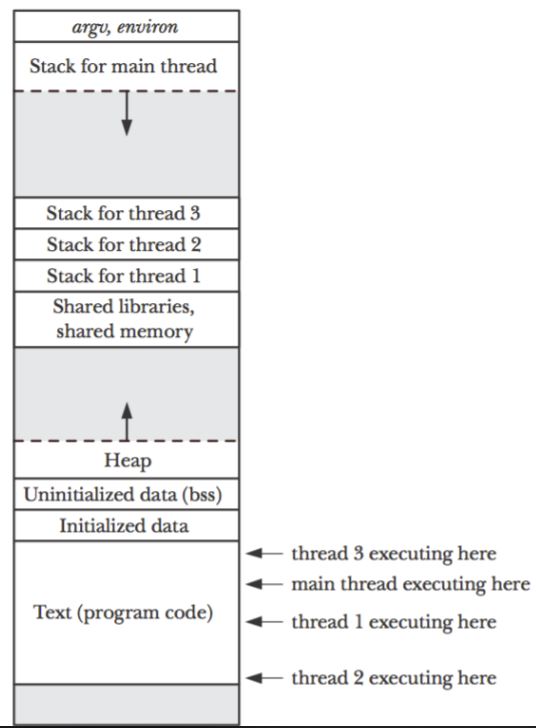 argv, environ
Stack for main thread
Stack for thread 3
Stack for thread 2
Stack for thread 1
Shared libraries,
shared memory
Heap
Uninitialized data (bss)
Initialized data
thread 3 executing here
main thread executing here
Text (program code)
thread 1 executing here
thread 2 executing here